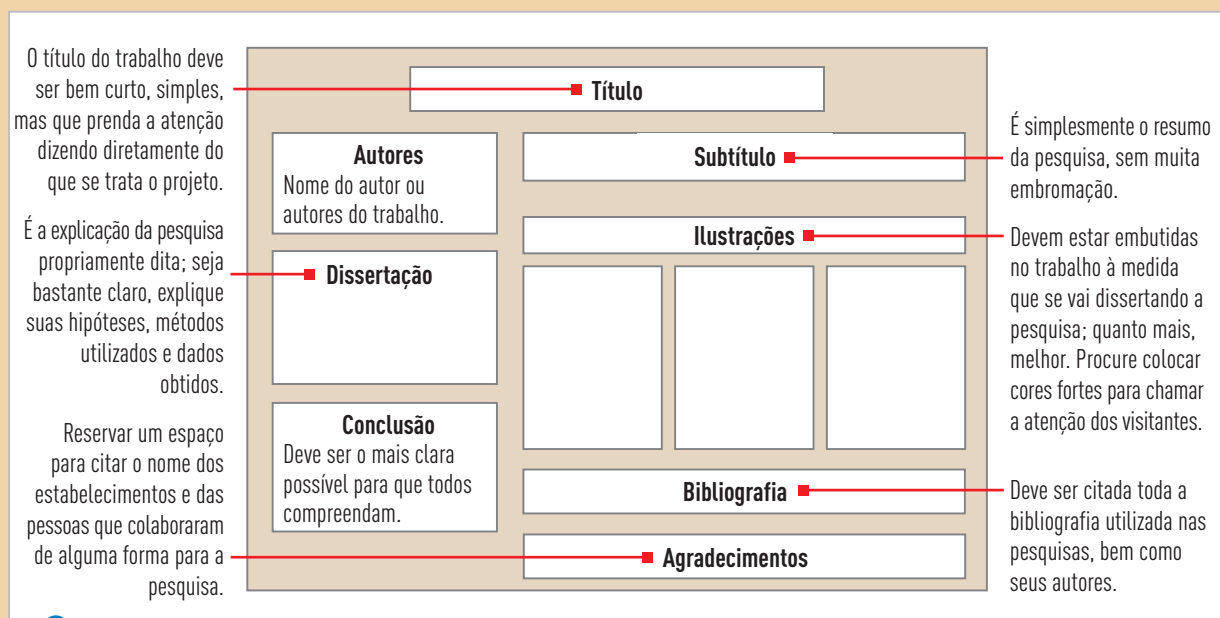 O título do trabalho deve
ser bem curto, simples,
mas que prenda a atenção
dizendo diretamente do
que se trata o projeto.
É a explicação da pesquisa
propriamente dita; seja
bastante claro, explique
suas hipóteses, métodos
utilizados e dados
obtidos.
Reservar um espaço
para citar o nome dos
estabelecimentos e das
pessoas que colaboraram
de alguma forma para a
pesquisa.
Título
Autores
Nome do autor ou
autores do trabalho.
Dissertação
Conclusão
Deve ser o mais clara
possível para que todos
compreendam.
Subtítulo
Ilustrações
Bibliografia
Agradecimentos
É simplesmente o resumo
da pesquisa, sem muita
embromação.
Devem estar embutidas
no trabalho à medida
que se vai dissertando a
pesquisa; quanto mais,
melhor. Procure colocar
cores fortes para chamar
a atenção dos visitantes.
Deve ser citada toda a
bibliografia utilizada nas
pesquisas, bem como
seus autores.